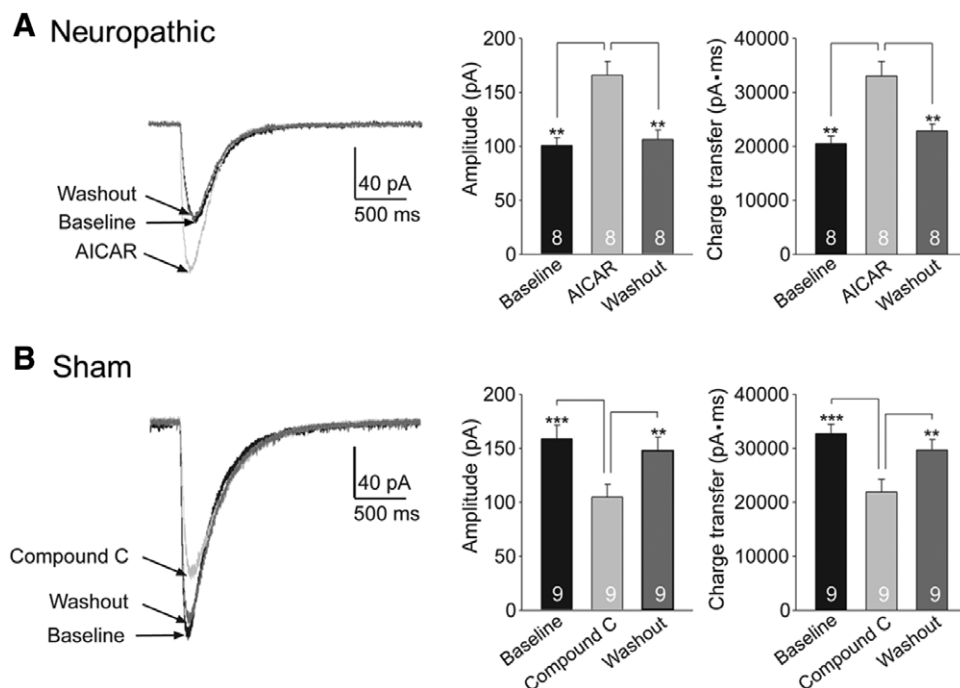 A Neuropathic
Washout
Baseline
AICAR
40 pA
500 ms
Amplitude (pA)
200
150
100
50
0
**
**
8
8
8
Baseline
AICAR
Washout
Charge transfer (pA•ms)
40000
30000
20000
10000
0
**
**
8
8
8
Baseline
AICAR
Washout
B Sham
Compound C
Washout
Baseline
40 pA
500 ms
Amplitude (pA)
200
150
100
50
0
***
**
9
9
9
Baseline
Compound C
Washout
Charge transfer (pA•ms)
40000
30000
20000
10000
0
***
**
9
9
9
Baseline
Compound C
Washout